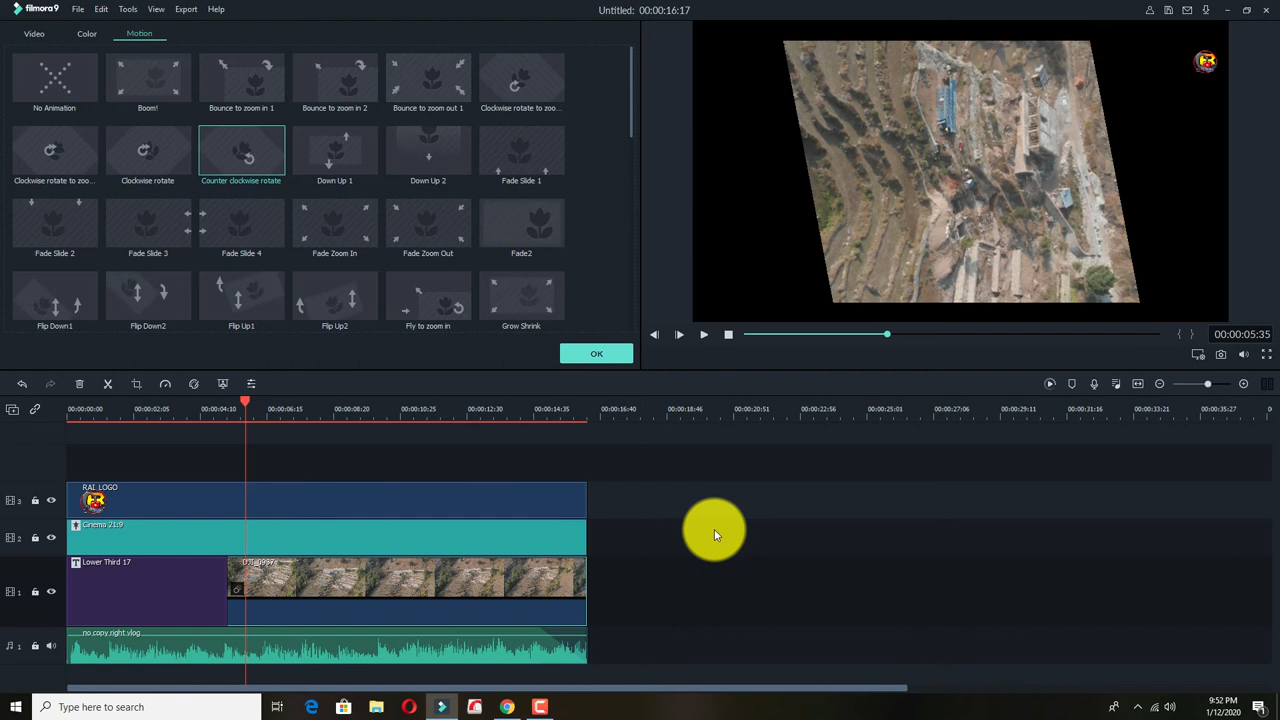 filmora9 File Edit Tools View Export Help Untitled: 00:00:16:17
Video Color Motion
No Animation Boom! Bounce to zoom in 1 Bounce to zoom in 2 Bounce to zoom out 1 Clockwise rotate to zoo...
Clockwise rotate to zoo... Clockwise rotate Counter clockwise rotate Down Up 1 Down Up 2 Fade Slide 1
Fade Slide 2 Fade Slide 3 Fade Slide 4 Fade Zoom In Fade Zoom Out Fade2
Flip Down1 Flip Down2 Flip Up1 Flip Up2 Fly to zoom in Grow Shrink
OK
00:00:05:35
00:00:00:00 00:00:02:05 00:00:04:10 00:00:06:15 00:00:08:20 00:00:10:25 00:00:12:30 00:00:14:35 00:00:16:40 00:00:18:46 00:00:20:51 00:00:22:56 00:00:25:01 00:00:27:06 00:00:29:11 00:00:31:16 00:00:33:21 00:00:35:27
3 RAI LOGO
2 Cinema 21:9
1 Lower Third 17 DJI_0937
1 no copy right vlog
Type here to search
9:52 PM
1/12/2020